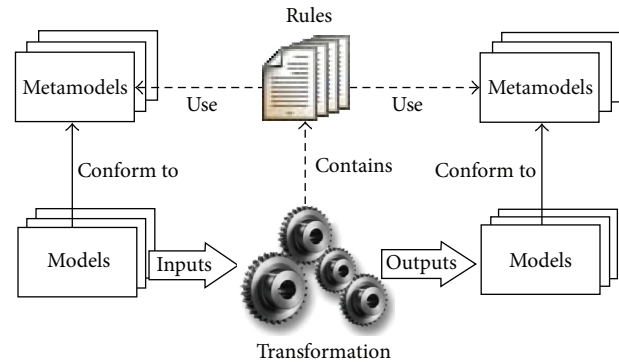 Rules
Metamodels
Metamodels
Use
Use
Conform to
Contains
Conform to
Models
Inputs
Outputs
Models
Transformation